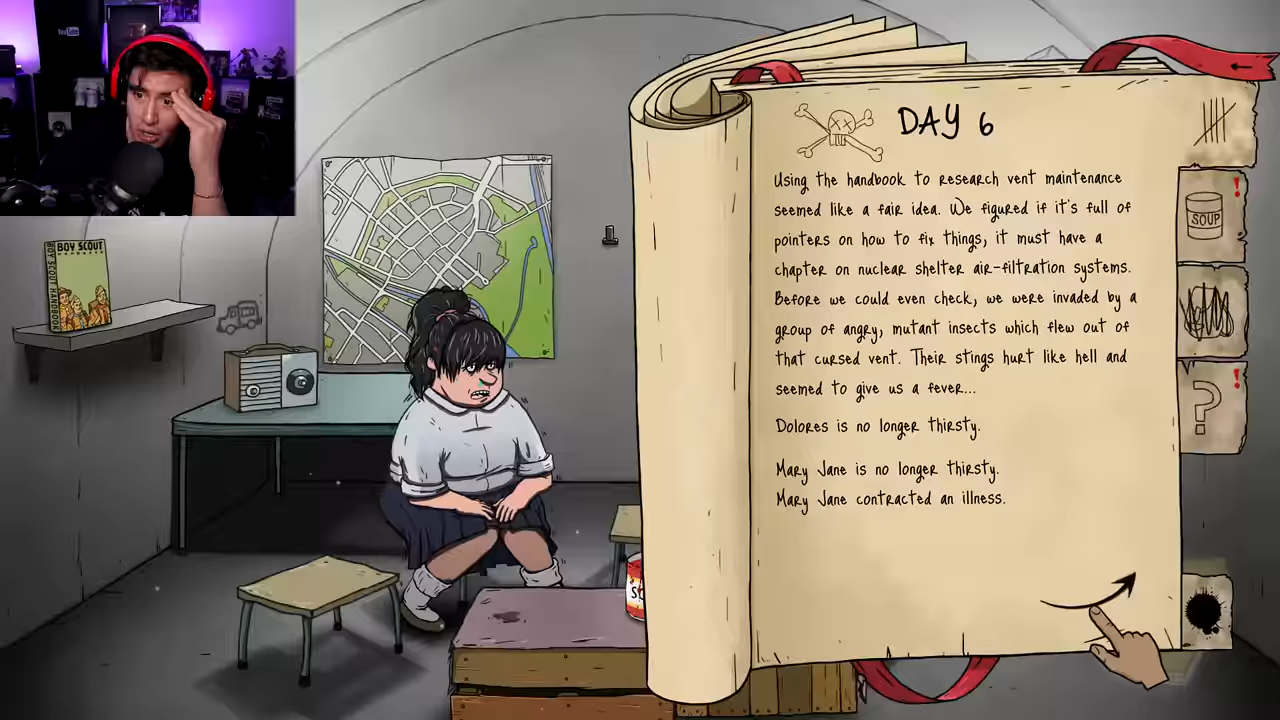 YouTube
BOY SCOUT
BOY SCOUT HANDBOOK
DAY 6
Using the handbook to research vent maintenance
seemed like a fair idea. We figured if it's full of
pointers on how to fix things, it must have a
chapter on nuclear shelter air-filtration systems.
Before we could even check, we were invaded by a
group of angry, mutant insects which flew out of
that cursed vent. Their stings hurt like hell and
seemed to give us a fever...
Dolores is no longer thirsty.
Mary Jane is no longer thirsty.
Mary Jane contracted an illness.
!
SOUP
!
?